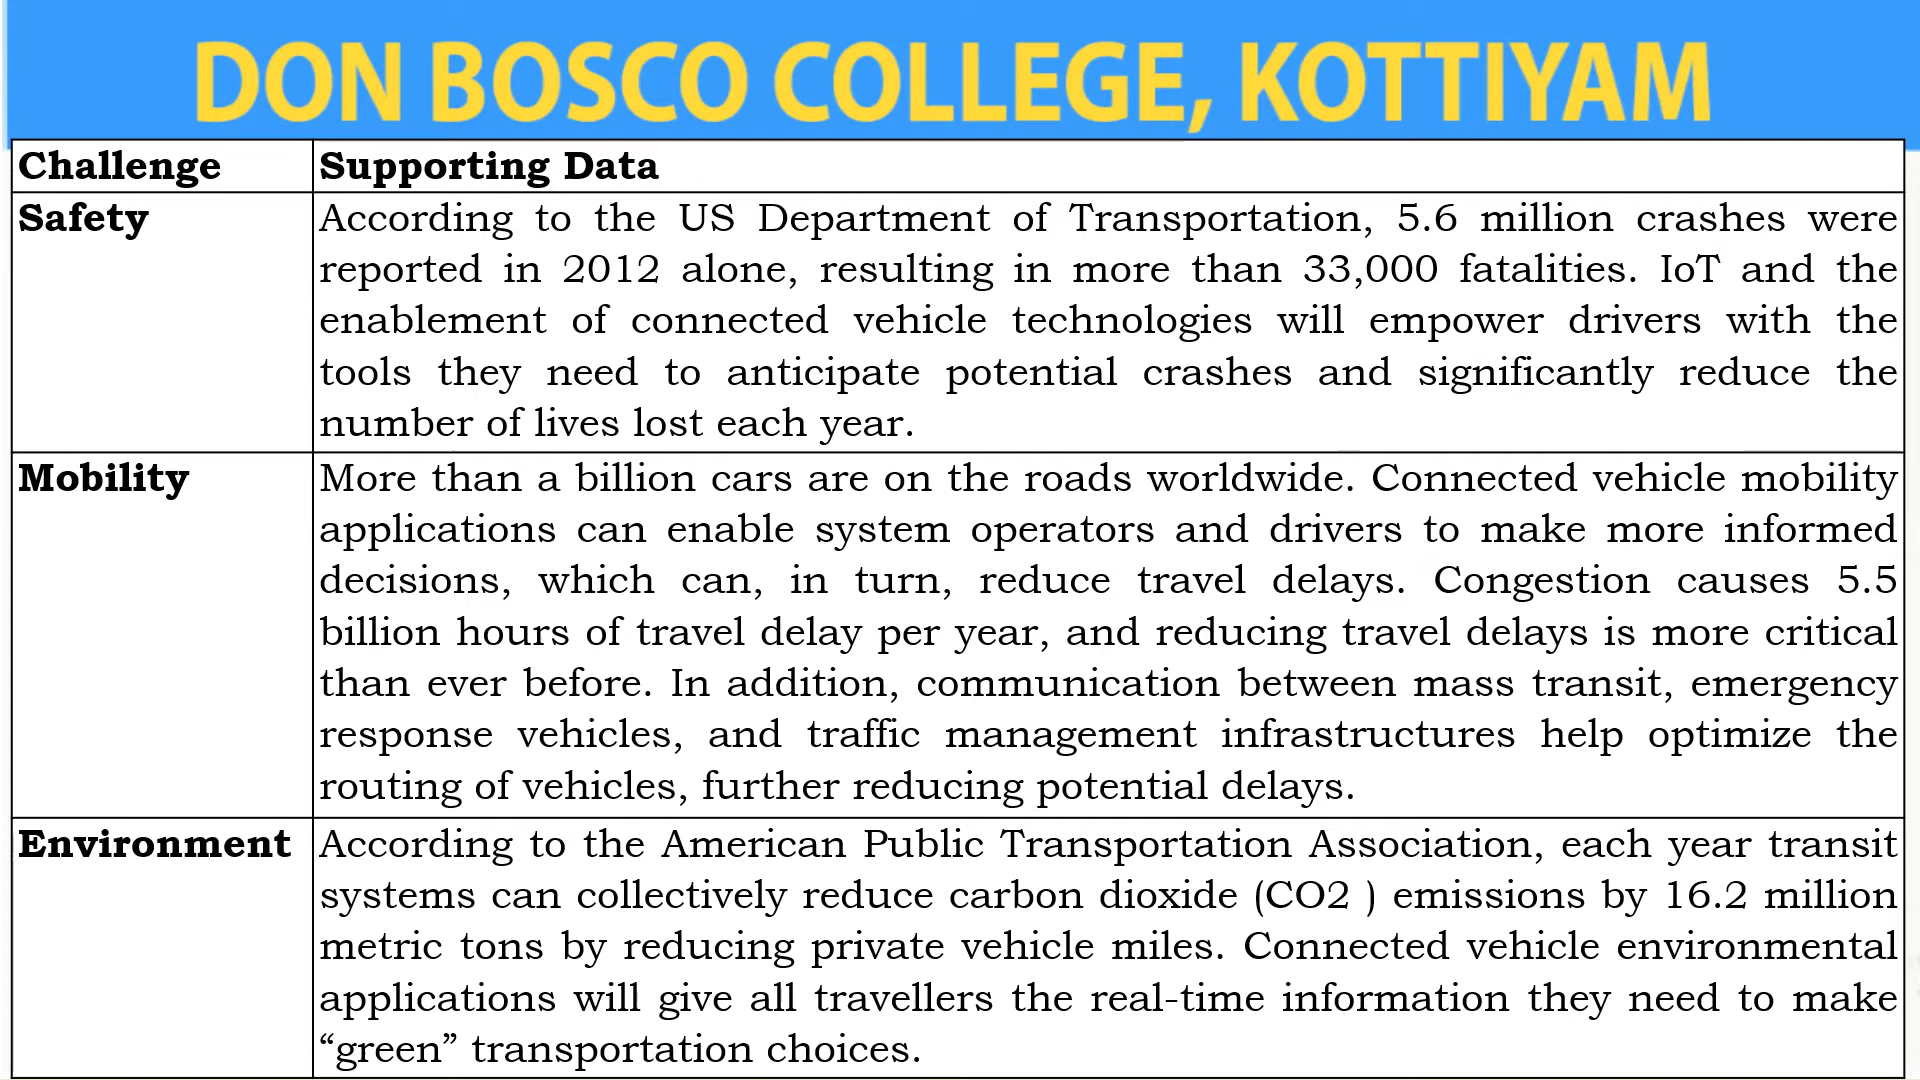 DON BOSCO COLLEGE, KOTTIYAM
Challenge
Supporting Data
Safety
According to the US Department of Transportation, 5.6 million crashes were
reported in 2012 alone, resulting in more than 33,000 fatalities. IoT and the
enablement of connected vehicle technologies will empower drivers with the
tools they need to anticipate potential crashes and significantly reduce the
number of lives lost each year.
Mobility
More than a billion cars are on the roads worldwide. Connected vehicle mobility
applications can enable system operators and drivers to make more informed
decisions, which can, in turn, reduce travel delays. Congestion causes 5.5
billion hours of travel delay per year, and reducing travel delays is more critical
than ever before. In addition, communication between mass transit, emergency
response vehicles, and traffic management infrastructures help optimize the
routing of vehicles, further reducing potential delays.
Environment
According to the American Public Transportation Association, each year transit
systems can collectively reduce carbon dioxide (CO2 ) emissions by 16.2 million
metric tons by reducing private vehicle miles. Connected vehicle environmental
applications will give all travellers the real-time information they need to make
“green” transportation choices.